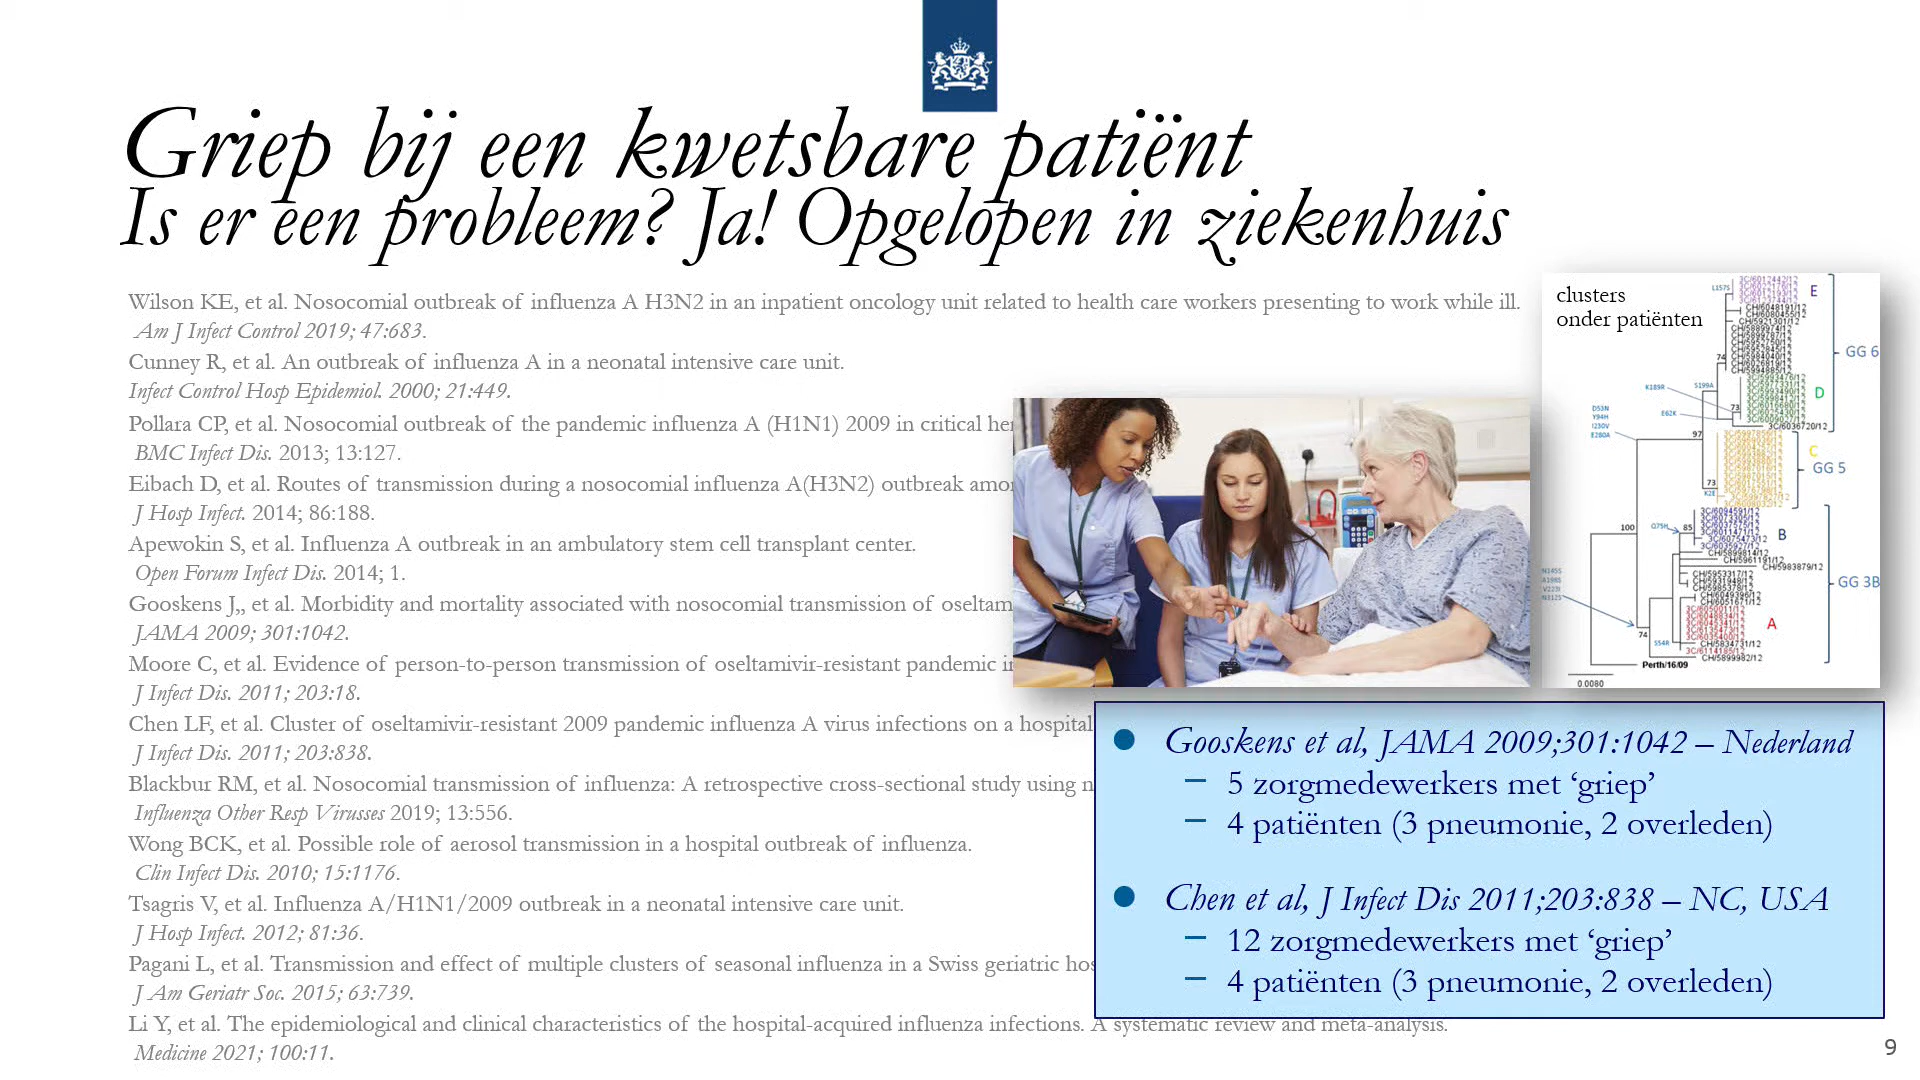 Griep bij een kwetsbare patiënt
Is er een probleem? Ja! Opgelopen in ziekenhuis
Wilson KE, et al. Nosocomial outbreak of influenza A H3N2 in an inpatient oncology unit related to health care workers presenting to work while ill.
Am J Infect Control 2019; 47:683.
Cunney R, et al. An outbreak of influenza A in a neonatal intensive care unit.
Infect Control Hosp Epidemiol. 2000; 21:449.
Pollara CP, et al. Nosocomial outbreak of the pandemic influenza A (H1N1) 2009 in critical
BMC Infect Dis. 2013; 13:127.
Eibach D, et al. Routes of transmission during a nosocomial influenza A(H3N2) outbreak
J Hosp Infect. 2014; 86:188.
Apewokin S, et al. Influenza A outbreak in an ambulatory stem cell transplant center.
Open Forum Infect Dis. 2014; 1.
Gooskens J,, et al. Morbidity and mortality associated with nosocomial transmission of
JAMA 2009; 301:1042.
Moore C, et al. Evidence of person-to-person transmission of oseltamivir-resistant pandemic
J Infect Dis. 2011; 203:18.
Chen LF, et al. Cluster of oseltamivir-resistant 2009 pandemic influenza A virus infections on a hospital
J Infect Dis. 2011; 203:838.
Blackbur RM, et al. Nosocomial transmission of influenza: A retrospective cross-sectional study using
Influenza Other Resp Virusses 2019; 13:556.
Wong BCK, et al. Possible role of aerosol transmission in a hospital outbreak of influenza.
Clin Infect Dis. 2010; 15:1176.
Tsagris V, et al. Influenza A/H1N1/2009 outbreak in a neonatal intensive care unit.
J Hosp Infect. 2012; 81:36.
Pagani L, et al. Transmission and effect of multiple clusters of seasonal influenza in a Swiss geriatric
J Am Geriatr Soc. 2015; 63:739.
Li Y, et al. The epidemiological and clinical characteristics of the hospital-acquired influenza infections. A systematic review and meta-analysis.
Medicine 2021; 100:11.
clusters
onder patiënten
E
GG 6
D
C
GG 5
B
GG 3B
A
97
73
100
85
74
Perth/16/09
0.0080
Gooskens et al, JAMA 2009;301:1042 – Nederland
– 5 zorgmedewerkers met ‘griep’
– 4 patiënten (3 pneumonie, 2 overleden)
Chen et al, J Infect Dis 2011;203:838 – NC, USA
– 12 zorgmedewerkers met ‘griep’
– 4 patiënten (3 pneumonie, 2 overleden)
9